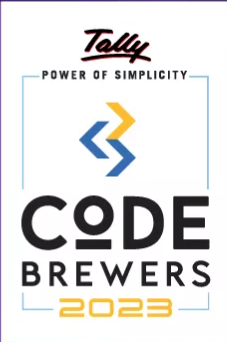 Tally
POWER OF SIMPLICITY
CODE
BREWERS
2023